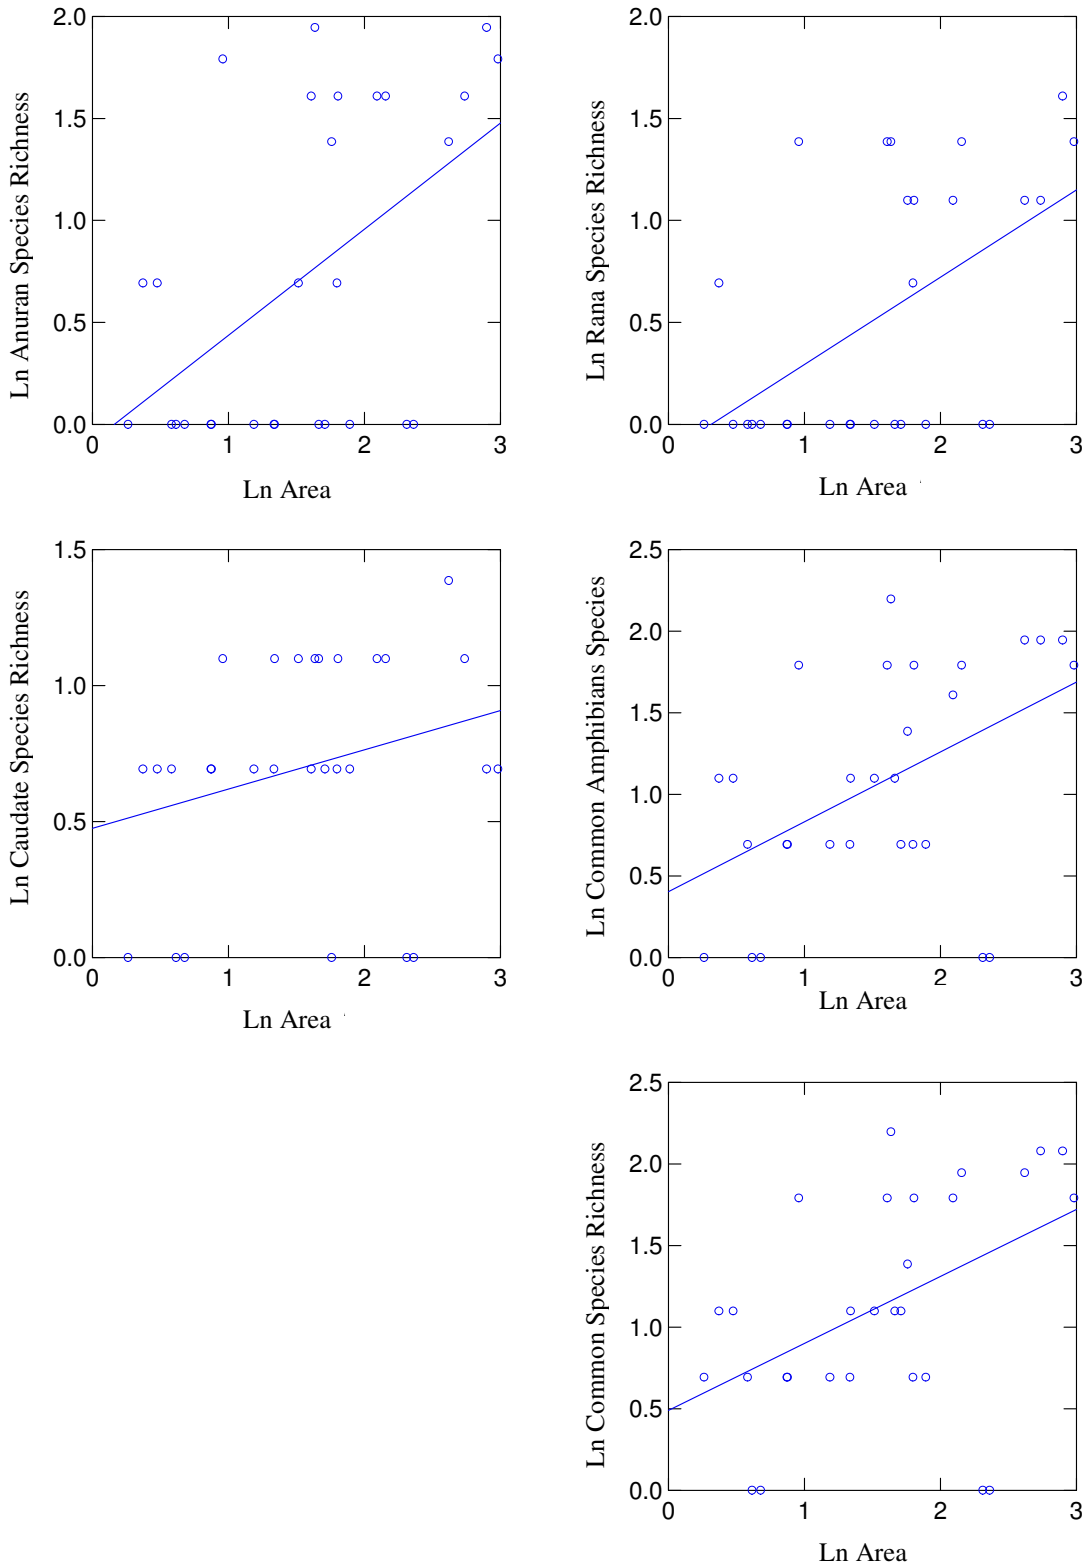 Ln Anuran Species Richness
2.0
1.5
1.0
0.5
0.0
0 1 2 3
Ln Area
Ln Rana Species Richness
2.0
1.5
1.0
0.5
0.0
0 1 2 3
Ln Area
Ln Caudate Species Richness
1.5
1.0
0.5
0.0
0 1 2 3
Ln Area
Ln Common Amphibians Species
2.5
2.0
1.5
1.0
0.5
0.0
0 1 2 3
Ln Area
Ln Common Species Richness
2.5
2.0
1.5
1.0
0.5
0.0
0 1 2 3
Ln Area